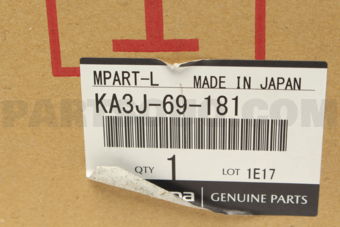 MPART-L MADE IN JAPAN
KA3J-69-181
QTY 1 LOT 1E17
GENUINE PARTS